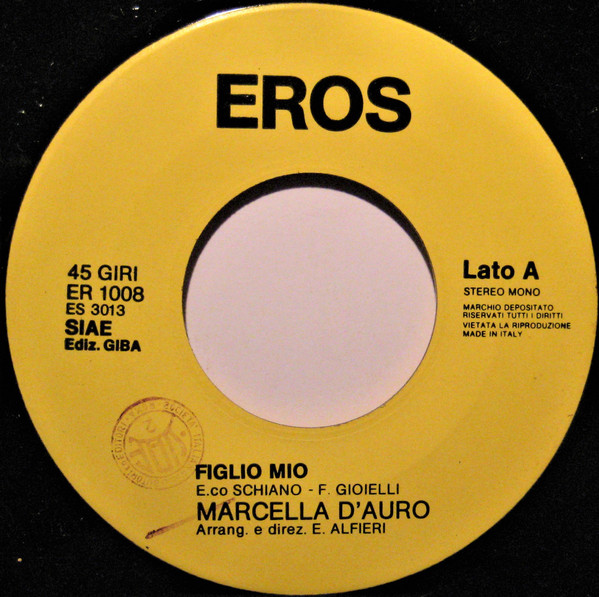 EROS
45 GIRI
ER 1008
ES 3013
SIAE
Ediz. GIBA
Lato A
STEREO MONO
MARCHIO DEPOSITATO
RISERVATI TUTTI I DIRITTI
VIETATA LA RIPRODUZIONE
MADE IN ITALY
FIGLIO MIO
E.co SCHIANO - F. GIOIELLI
MARCELLA D'AURO
Arrang. e direz. E. ALFIERI